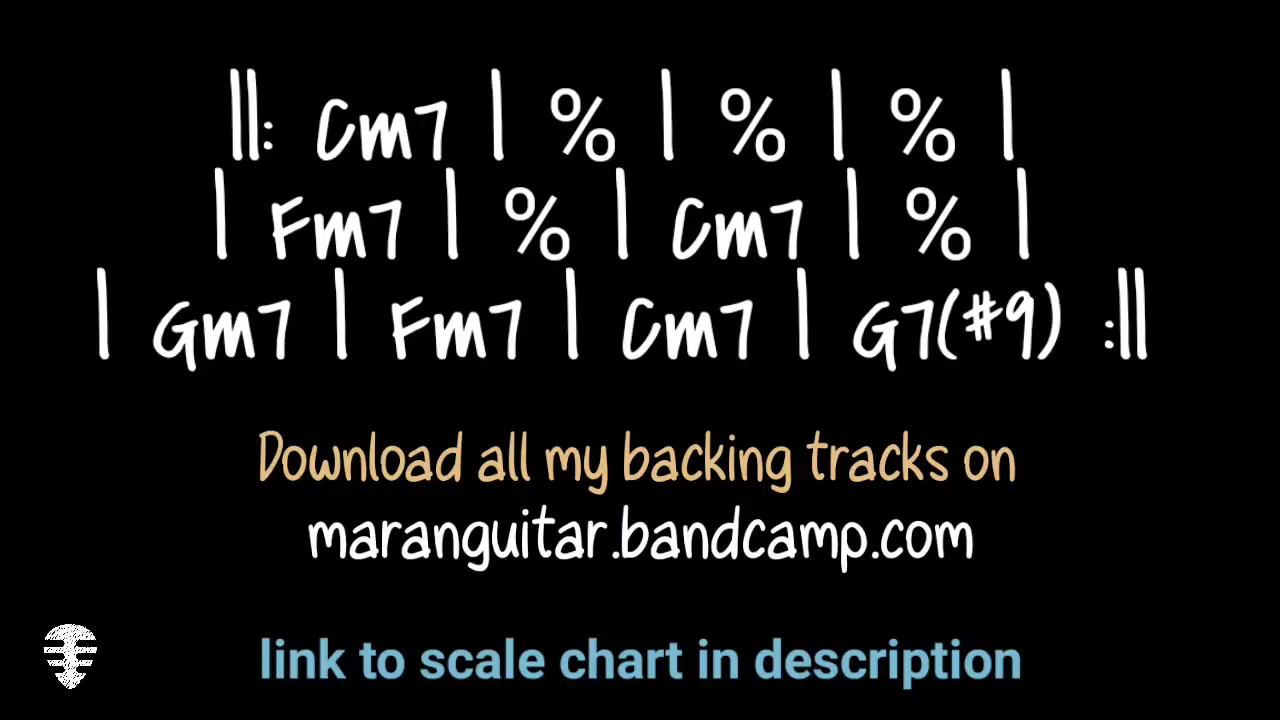 ||: Cm7 | % | % | % |
| Fm7 | % | Cm7 | % |
| Gm7 | Fm7 | Cm7 | G7(#9) :||
Download all my backing tracks on
maranguitar.bandcamp.com
link to scale chart in description